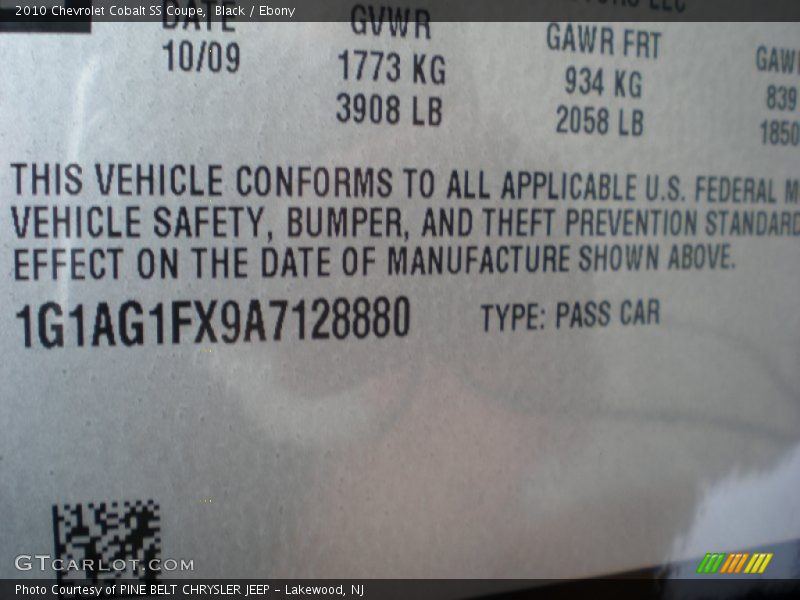 2010 Chevrolet Cobalt SS Coupe, Black / Ebony
DATE GVWR GAWR FRT
10/09 1773 KG 934 KG 839
3908 LB 2058 LB 1850
THIS VEHICLE CONFORMS TO ALL APPLICABLE U.S. FEDERAL M
VEHICLE SAFETY, BUMPER, AND THEFT PREVENTION STANDARD
EFFECT ON THE DATE OF MANUFACTURE SHOWN ABOVE.
1G1AG1FX9A7128880 TYPE: PASS CAR
GTcarlot.com
Photo Courtesy of PINE BELT CHRYSLER JEEP - Lakewood, NJ